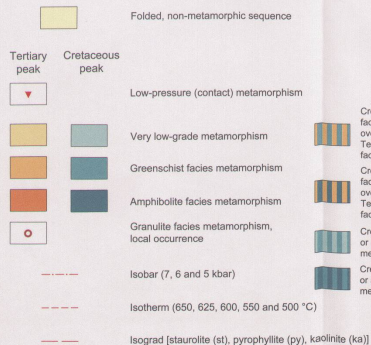 Folded, non-metamorphic sequence
Tertiary peak
Cretaceous peak
Low-pressure (contact) metamorphism
Very low-grade metamorphism
Greenschist facies metamorphism
Amphibolite facies metamorphism
Granulite facies metamorphism,
local occurrence
Isobar (7, 6 and 5 kbar)
Isotherm (650, 625, 600, 550 and 500 °C)
Isograd [staurolite (st), pyrophyllite (py), kaolinite (ka)]